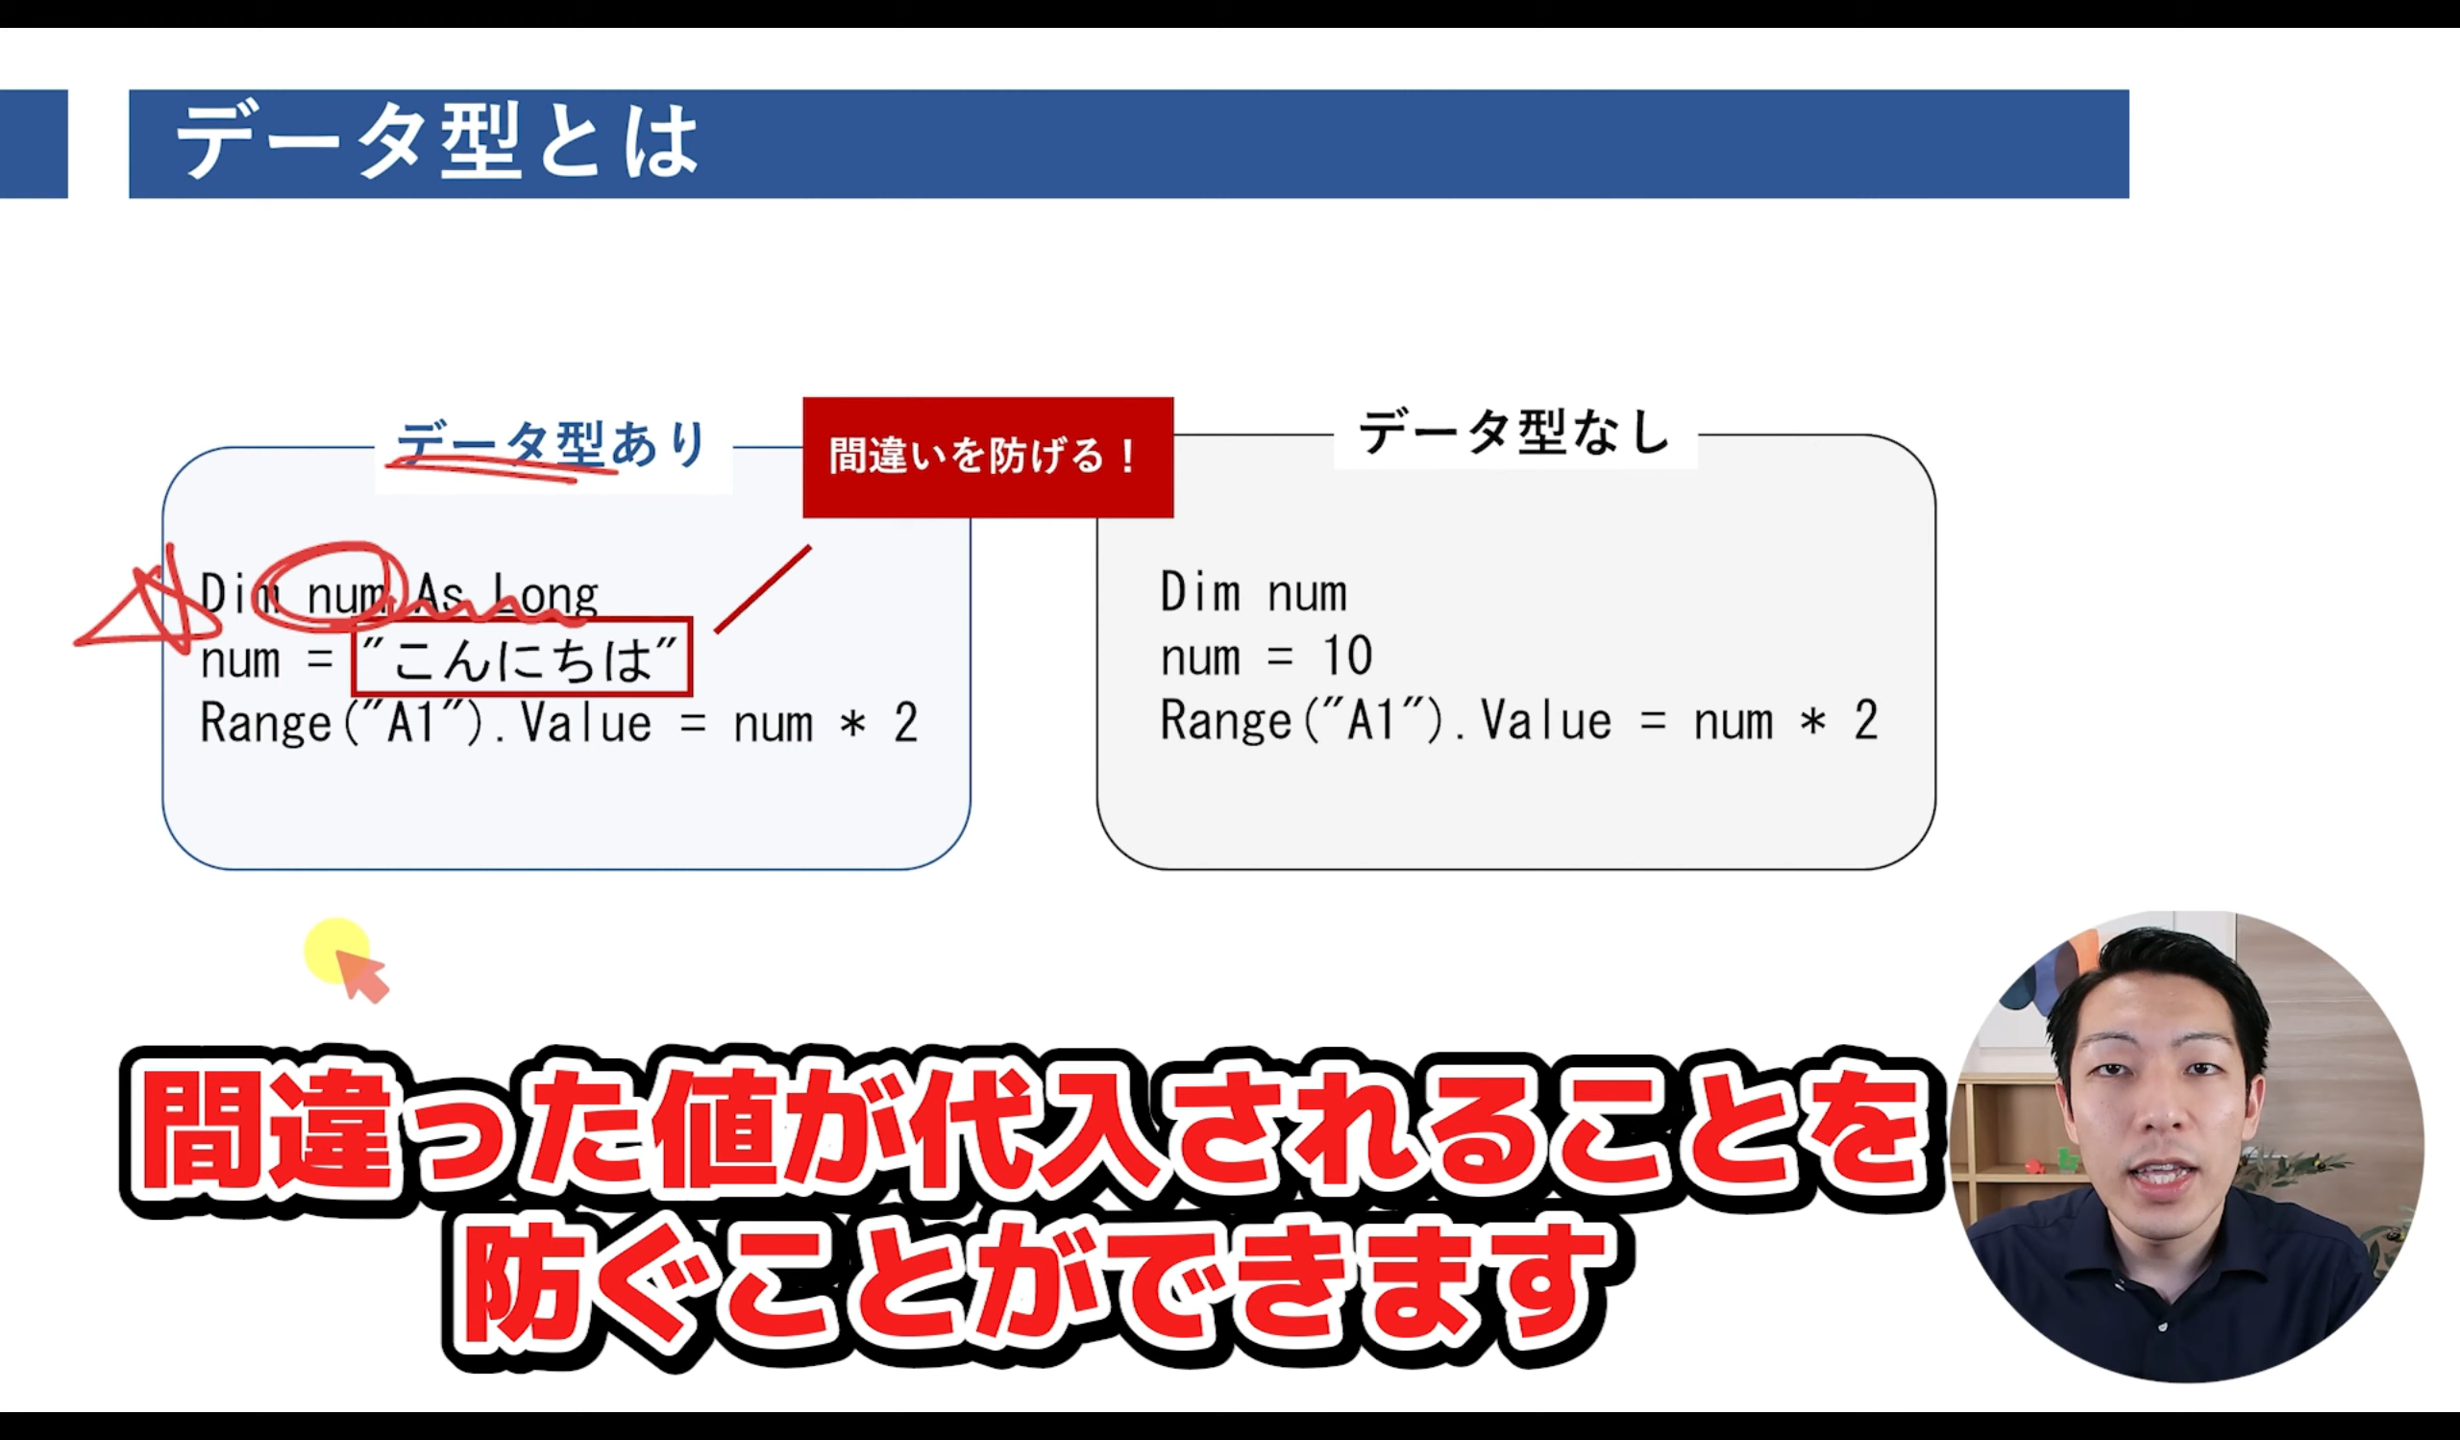 データ型とは
データ型あり
間違いを防げる！
データ型なし
Dim num As Long
num = "こんにちは"
Range("A1").Value = num * 2
Dim num
num = 10
Range("A1").Value = num * 2
間違った値が代入されることを
防ぐことができます